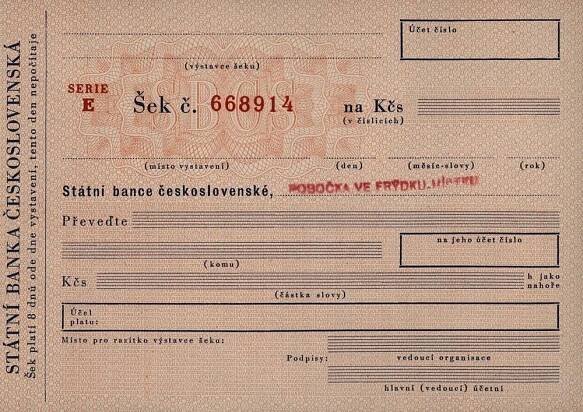 STÁTNÍ BANKA ČESKOSLOVENSKÁ
Šek platí 8 dnů ode dne vystavení, tento den nepočítaje
Účet číslo
(výstavce šeku)
SERIE
E
Šek č. 668914
na Kčs
(v číslicích)
(místo vystavení) (den) (měsíc-slovy) (rok)
Státní bance československé, POBOČKA VE FRÝDKU-MÍSTKU
Převeďte
na jeho účet číslo
(komu)
Kčs
h jako
nahoře
(částka slovy)
Účel
platu:
Místo pro razítko výstavce šeku:
Podpisy:
vedoucí organisace
hlavní (vedoucí) účetní